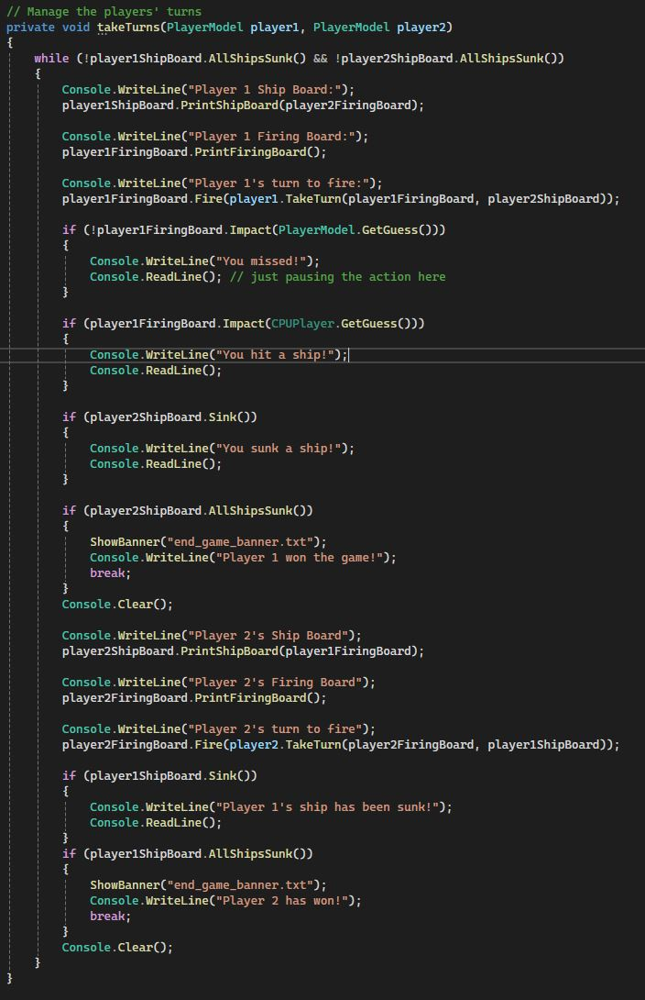 // Manage the players' turns
private void takeTurns(PlayerModel player1, PlayerModel player2)
{
    while (!player1ShipBoard.AllShipsSunk() && !player2ShipBoard.AllShipsSunk())
    {
        Console.WriteLine("Player 1 Ship Board:");
        player1ShipBoard.PrintShipBoard(player2FiringBoard);

        Console.WriteLine("Player 1 Firing Board:");
        player1FiringBoard.PrintFiringBoard();

        Console.WriteLine("Player 1's turn to fire:");
        player1FiringBoard.Fire(player1.TakeTurn(player1FiringBoard, player2ShipBoard));

        if (!player1FiringBoard.Impact(PlayerModel.GetGuess()))
        {
            Console.WriteLine("You missed!");
            Console.ReadLine(); // just pausing the action here
        }

        if (player1FiringBoard.Impact(CPUPlayer.GetGuess()))
        {
            Console.WriteLine("You hit a ship!");
            Console.ReadLine();
        }

        if (player2ShipBoard.Sink())
        {
            Console.WriteLine("You sunk a ship!");
            Console.ReadLine();
        }

        if (player2ShipBoard.AllShipsSunk())
        {
            ShowBanner("end_game_banner.txt");
            Console.WriteLine("Player 1 won the game!");
            break;
        }
        Console.Clear();

        Console.WriteLine("Player 2's Ship Board");
        player2ShipBoard.PrintShipBoard(player1FiringBoard);

        Console.WriteLine("Player 2's Firing Board");
        player2FiringBoard.PrintFiringBoard();

        Console.WriteLine("Player 2's turn to fire");
        player2FiringBoard.Fire(player2.TakeTurn(player2FiringBoard, player1ShipBoard));

        if (player1ShipBoard.Sink())
        {
            Console.WriteLine("Player 1's ship has been sunk!");
            Console.ReadLine();
        }
        if (player1ShipBoard.AllShipsSunk())
        {
            ShowBanner("end_game_banner.txt");
            Console.WriteLine("Player 2 has won!");
            break;
        }
        Console.Clear();
    }
}